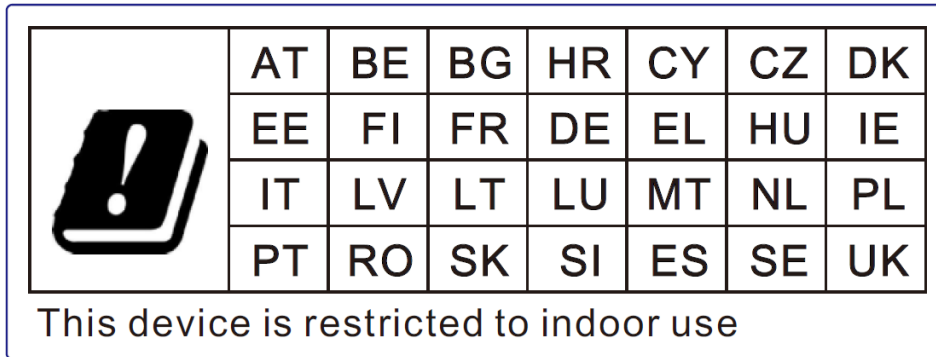 AT BE BG HR CY CZ DK
EE FI FR DE EL HU IE
IT LV LT LU MT NL PL
PT RO SK SI ES SE UK
This device is restricted to indoor use